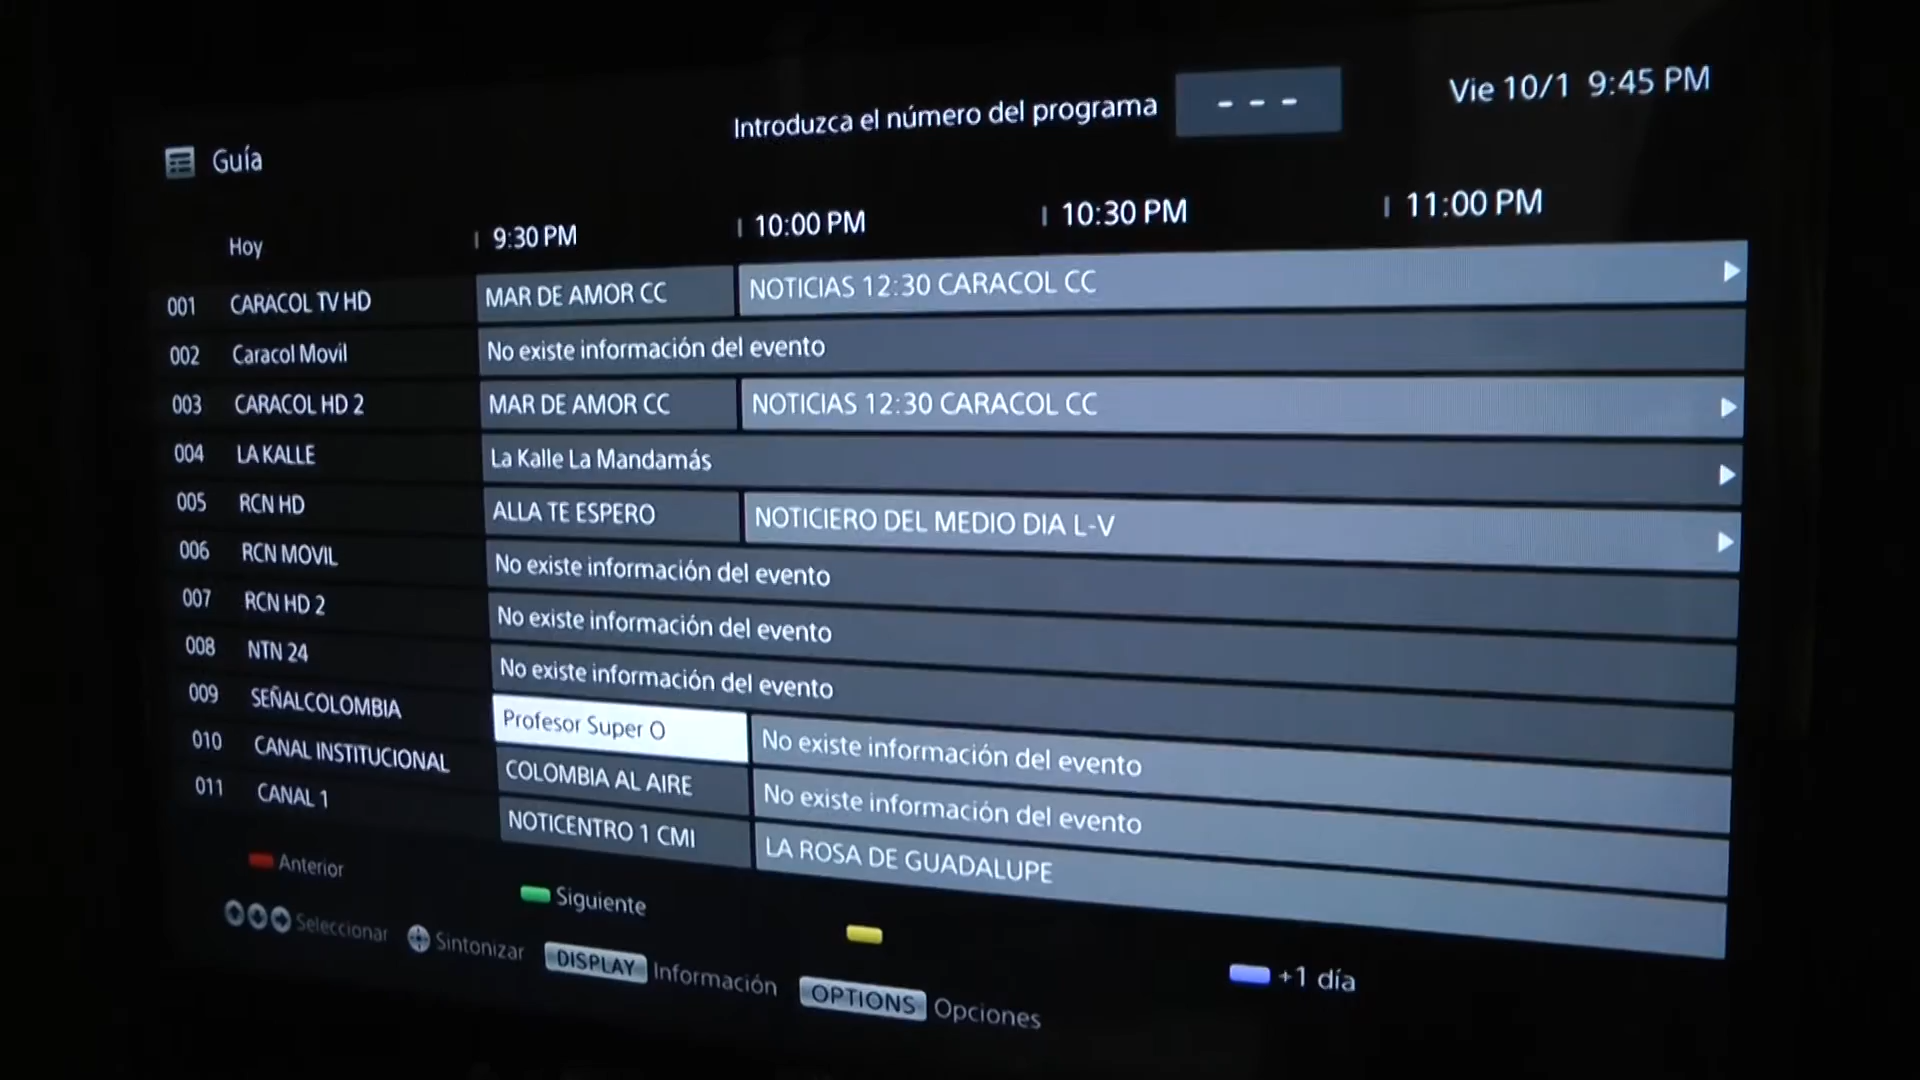 Introduzca el número del programa - - - Vie 10/1 9:45 PM
Guía
Hoy 9:30 PM 10:00 PM 10:30 PM 11:00 PM
001 CARACOL TV HD MAR DE AMOR CC NOTICIAS 12:30 CARACOL CC
002 Caracol Movil No existe información del evento
003 CARACOL HD 2 MAR DE AMOR CC NOTICIAS 12:30 CARACOL CC
004 LA KALLE La Kalle La Mandamás
005 RCN HD ALLA TE ESPERO NOTICIERO DEL MEDIO DIA L-V
006 RCN MOVIL No existe información del evento
007 RCN HD 2 No existe información del evento
008 NTN 24 No existe información del evento
009 SEÑALCOLOMBIA Profesor Super O No existe información del evento
010 CANAL INSTITUCIONAL COLOMBIA AL AIRE No existe información del evento
011 CANAL 1 NOTICENTRO 1 CMI LA ROSA DE GUADALUPE
Anterior Siguiente +1 día
Seleccionar Sintonizar DISPLAY Información OPTIONS Opciones